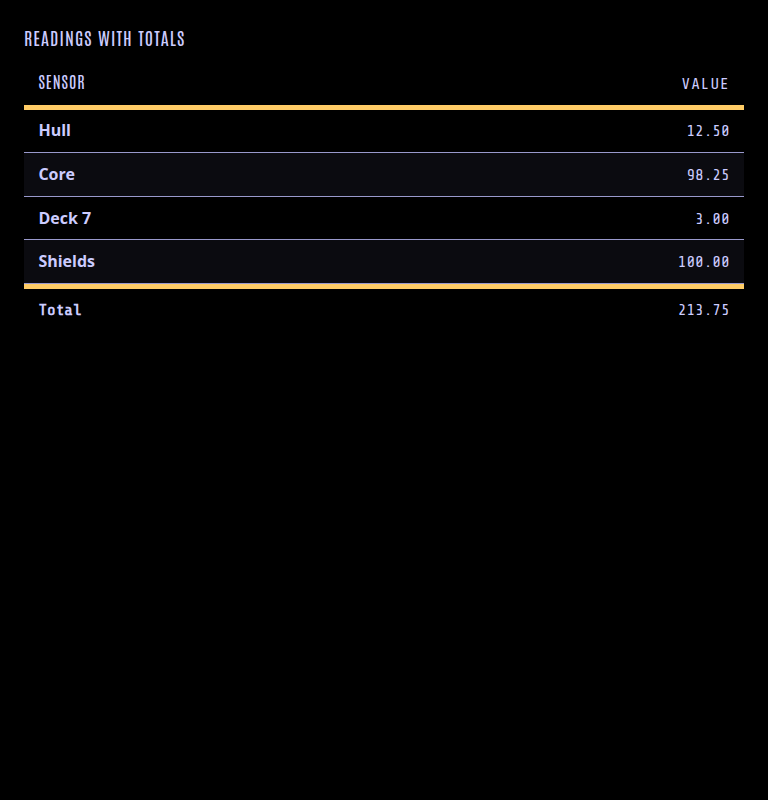 READINGS WITH TOTALS
SENSOR VALUE
Hull 12.50
Core 98.25
Deck 7 3.00
Shields 100.00
Total 213.75